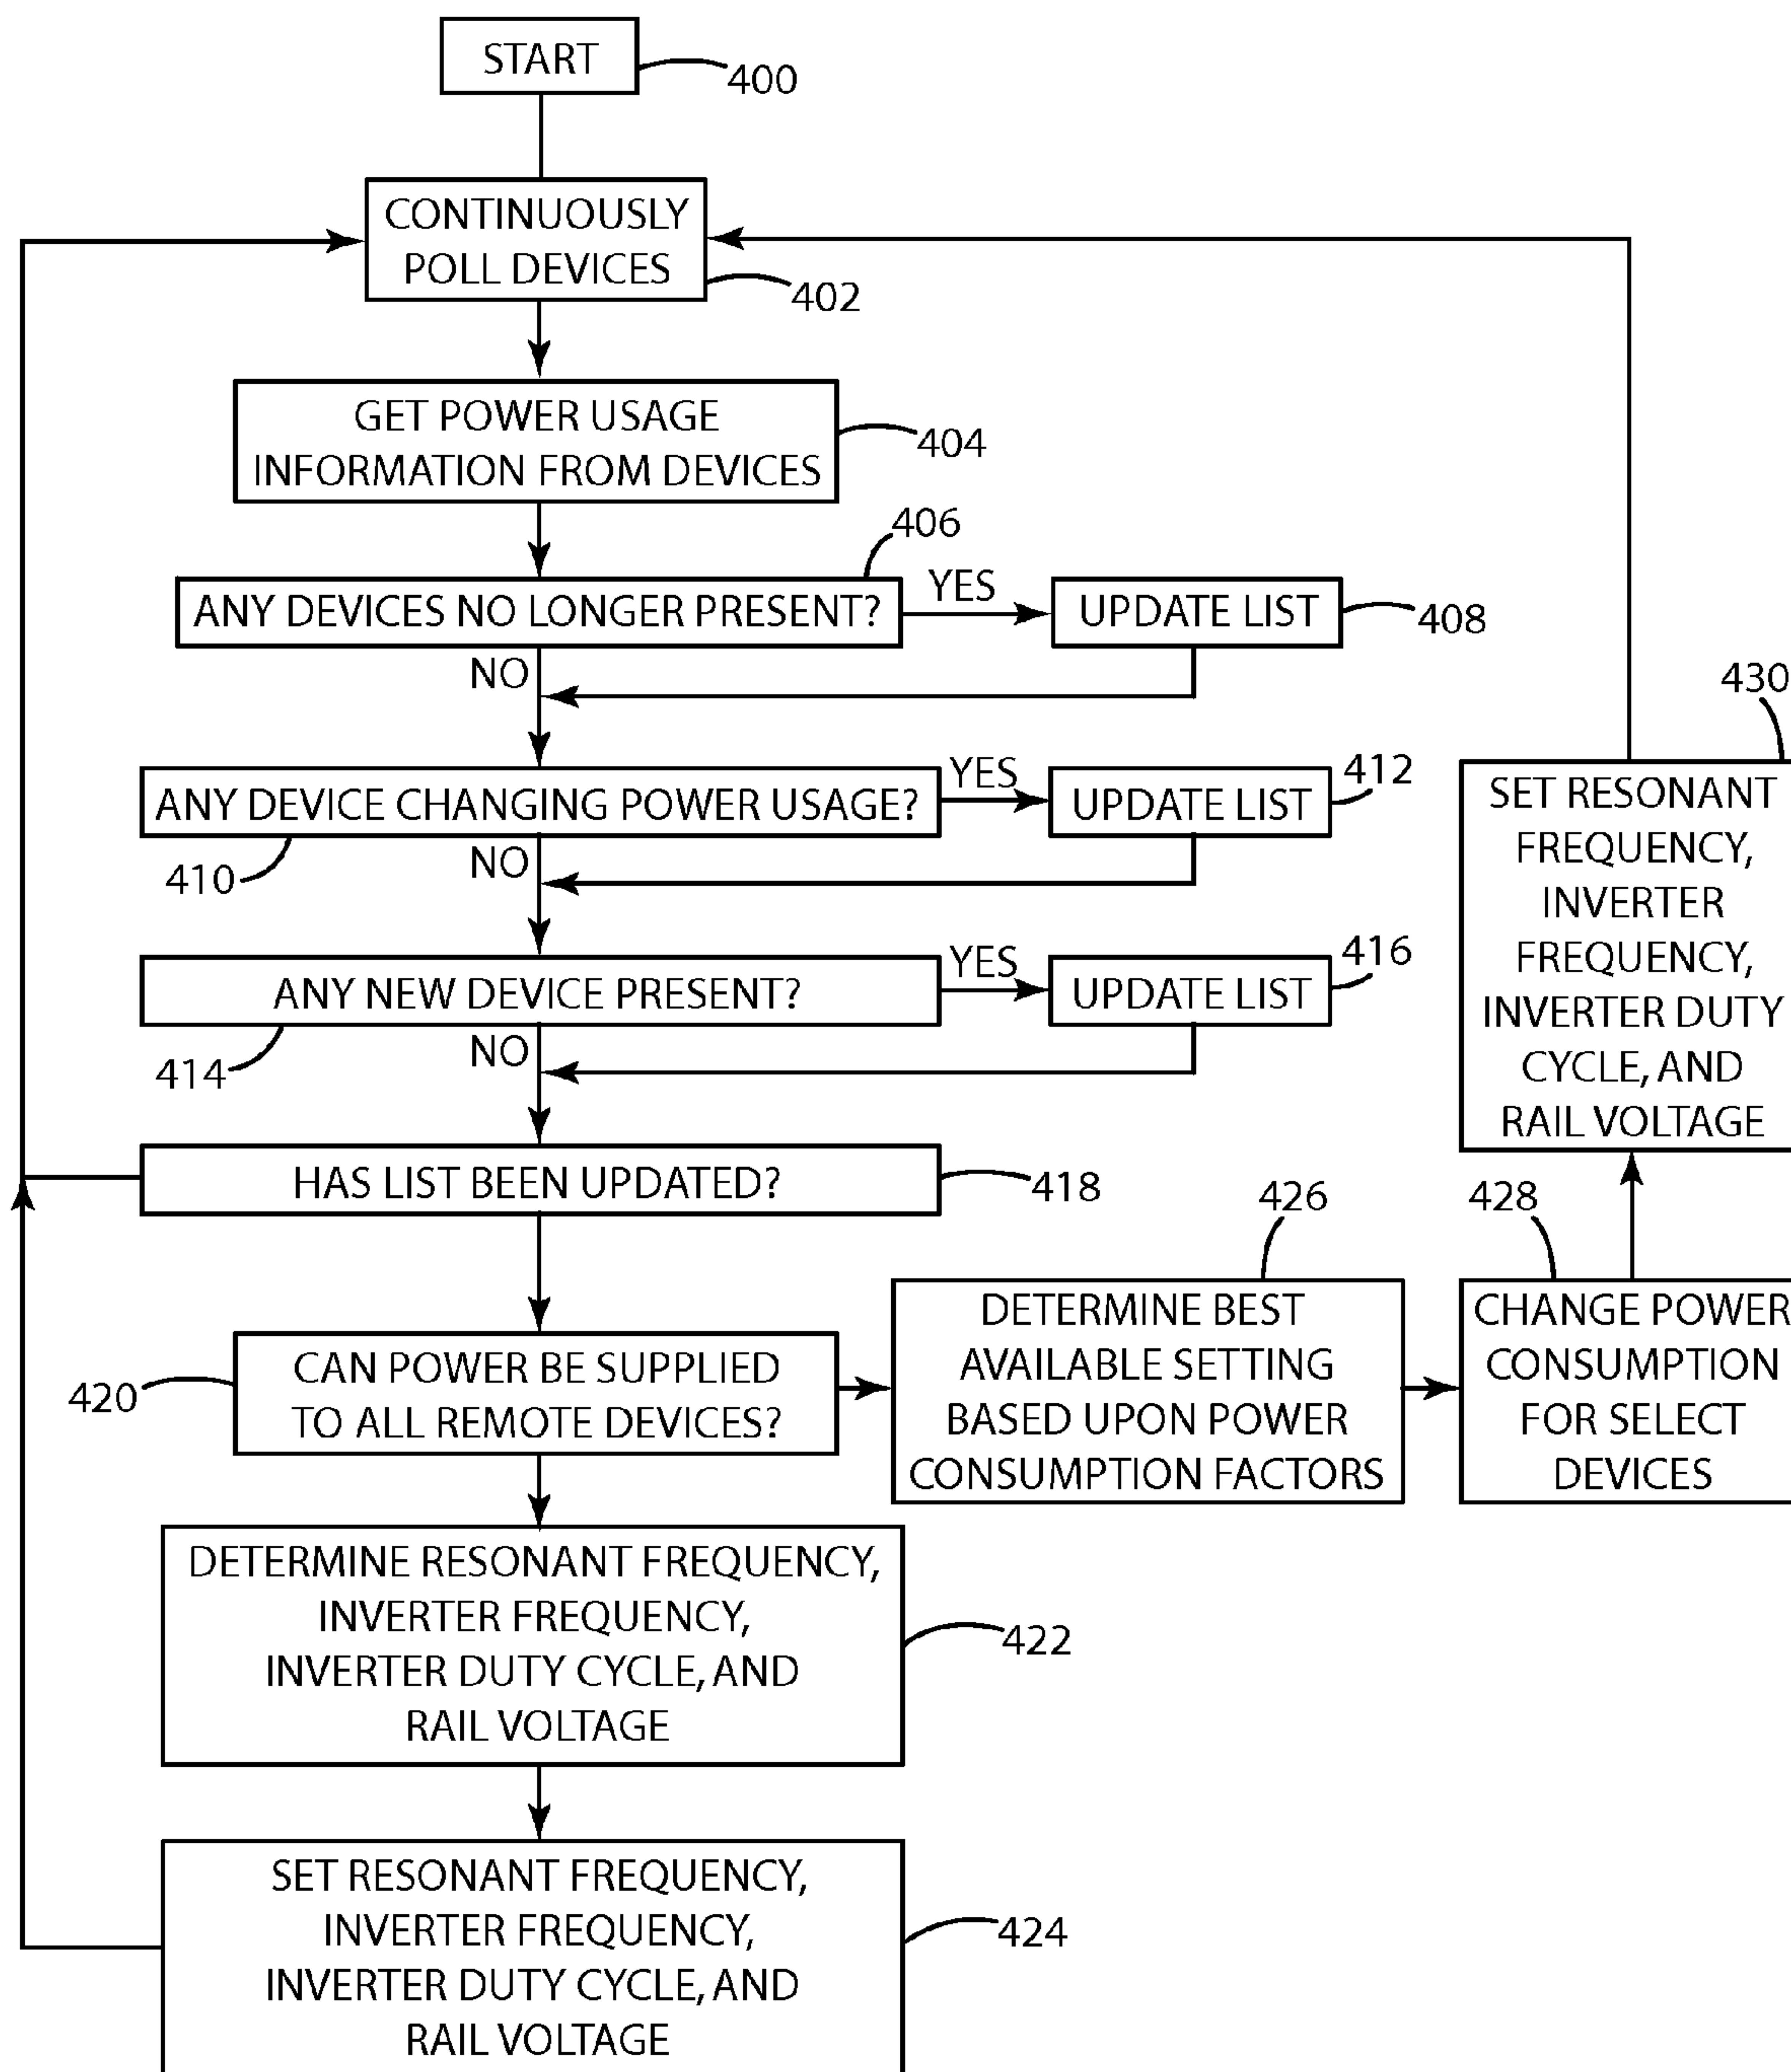 START
400
CONTINUOUSLY
POLL DEVICES
402
GET POWER USAGE
INFORMATION FROM DEVICES
404
406
ANY DEVICES NO LONGER PRESENT?
YES
UPDATE LIST
408
NO
ANY DEVICE CHANGING POWER USAGE?
YES
UPDATE LIST
412
410
NO
ANY NEW DEVICE PRESENT?
YES
UPDATE LIST
416
414
NO
HAS LIST BEEN UPDATED?
418
CAN POWER BE SUPPLIED
TO ALL REMOTE DEVICES?
420
426
DETERMINE BEST
AVAILABLE SETTING
BASED UPON POWER
CONSUMPTION FACTORS
428
CHANGE POWER
CONSUMPTION
FOR SELECT
DEVICES
430
SET RESONANT
FREQUENCY,
INVERTER
FREQUENCY,
INVERTER DUTY
CYCLE, AND
RAIL VOLTAGE
DETERMINE RESONANT FREQUENCY,
INVERTER FREQUENCY,
INVERTER DUTY CYCLE, AND
RAIL VOLTAGE
422
SET RESONANT FREQUENCY,
INVERTER FREQUENCY,
INVERTER DUTY CYCLE, AND
RAIL VOLTAGE
424